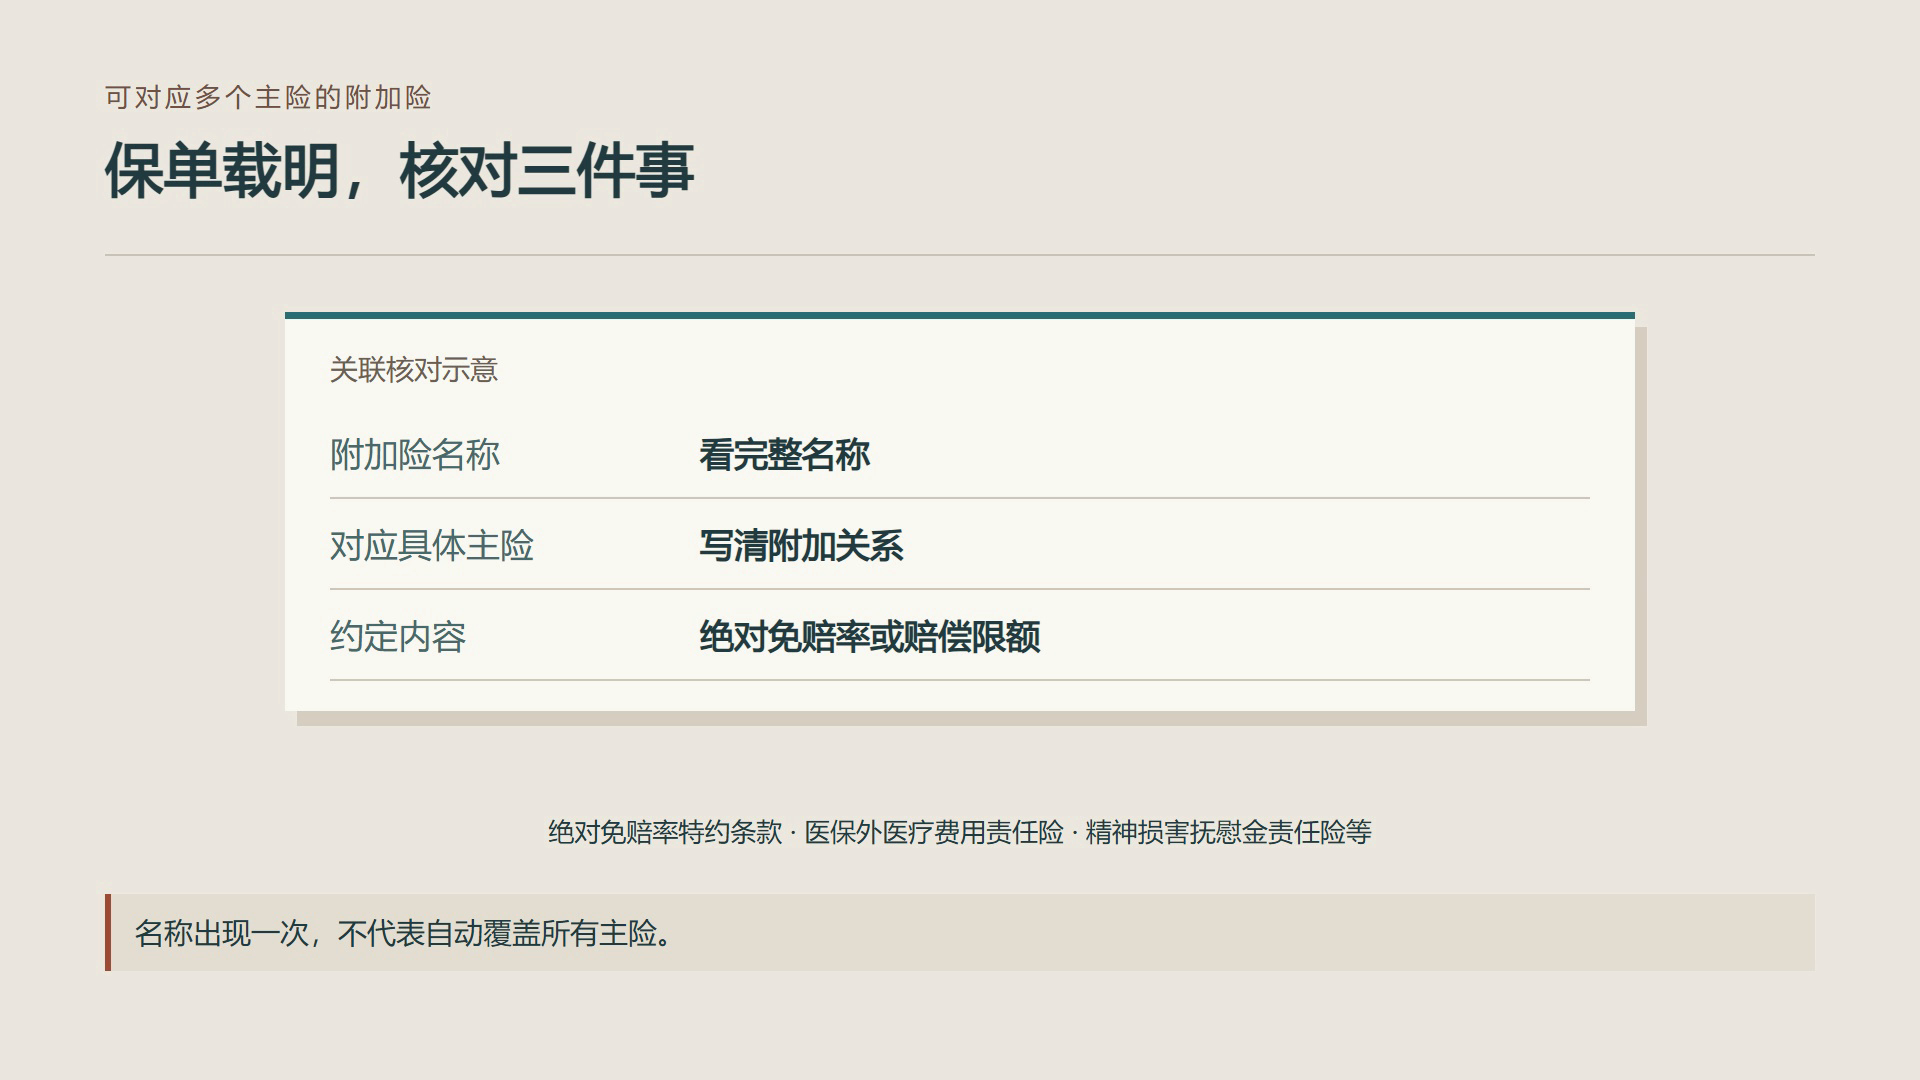 可对应多个主险的附加险
保单载明，核对三件事
关联核对示意
附加险名称 看完整名称
对应具体主险 写清附加关系
约定内容 绝对免赔率或赔偿限额
绝对免赔率特约条款 · 医保外医疗费用责任险 · 精神损害抚慰金责任险等
名称出现一次，不代表自动覆盖所有主险。